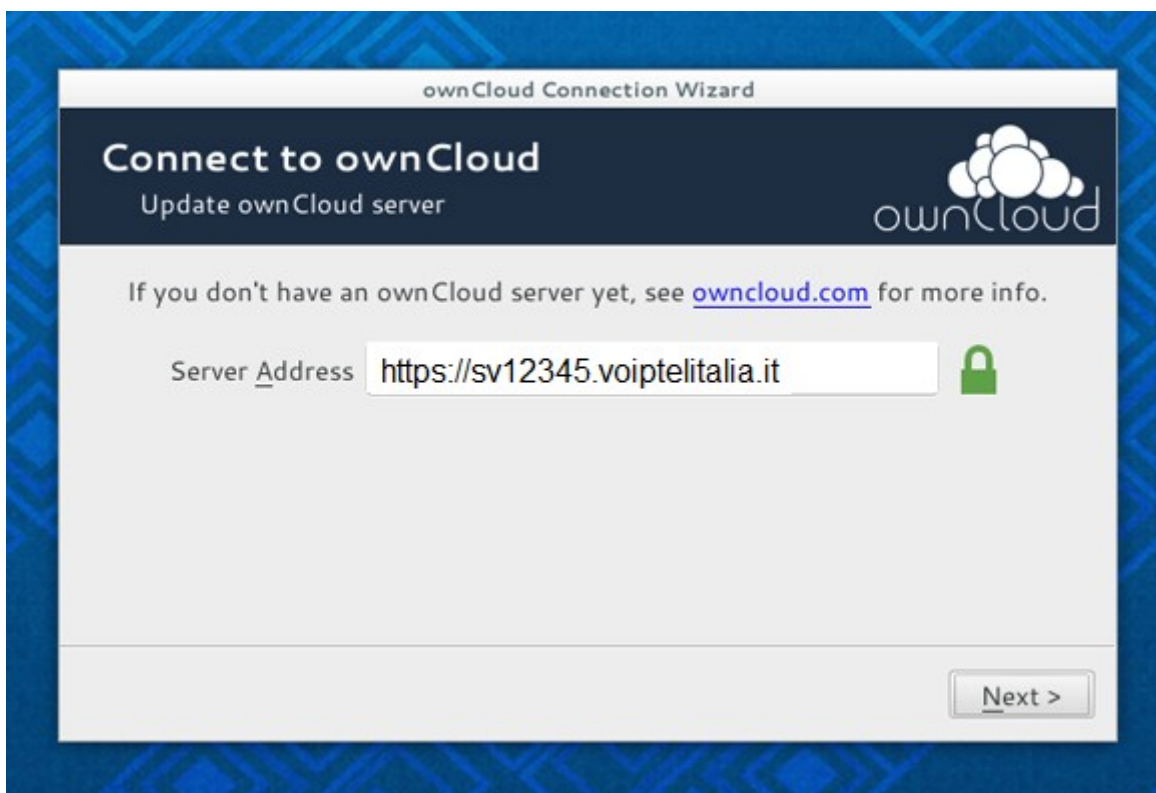 ownCloud Connection Wizard
Connect to ownCloud
Update ownCloud server
ownCloud
If you don't have an ownCloud server yet, see owncloud.com for more info.
Server Address https://sv12345.voiptelitalia.it
Next >